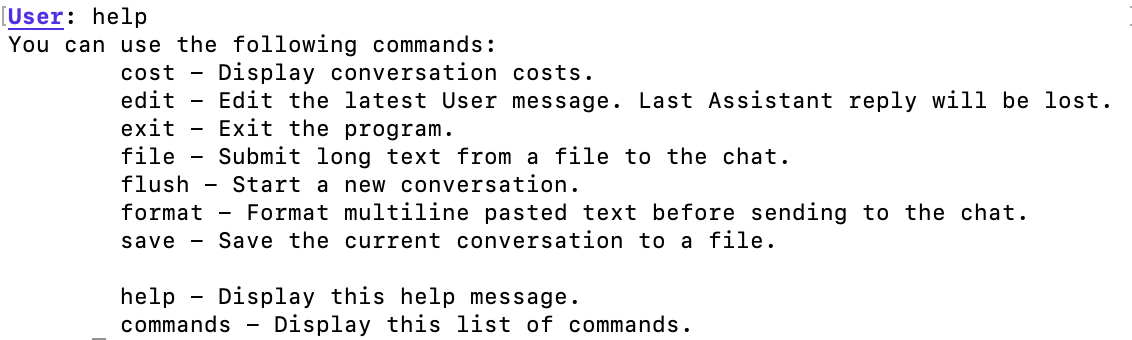 User: help
You can use the following commands:
cost – Display conversation costs.
edit – Edit the latest User message. Last Assistant reply will be lost.
exit – Exit the program.
file – Submit long text from a file to the chat.
flush – Start a new conversation.
format – Format multiline pasted text before sending to the chat.
save – Save the current conversation to a file.
help – Display this help message.
commands – Display this list of commands.